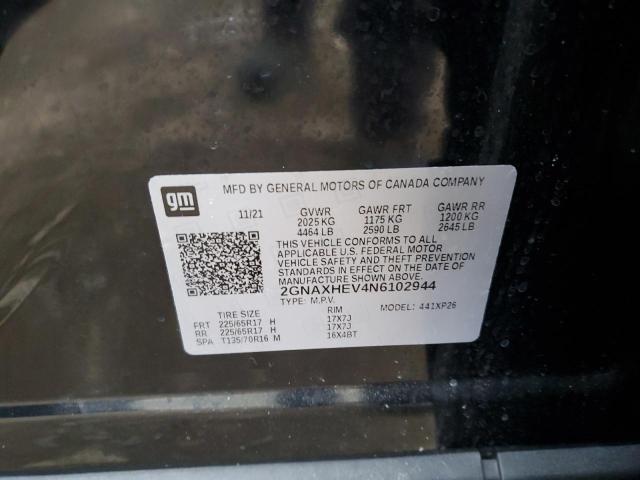 gm
MFD BY GENERAL MOTORS OF CANADA COMPANY
11/21 GVWR GAWR FRT GAWR RR
2025 KG 1175 KG 1200 KG
4464 LB 2590 LB 2645 LB
THIS VEHICLE CONFORMS TO ALL
APPLICABLE U.S. FEDERAL MOTOR
VEHICLE SAFETY AND THEFT PREVENTION
STANDARDS IN EFFECT ON THE DATE OF
MANUFACTURE SHOWN ABOVE.
2GNAXHEV4N6102944
TYPE: M.P.V. MODEL: 441XP26
TIRE SIZE RIM
FRT 225/65R17 H 17X7J
RR 225/65R17 H 17X7J
SPA T135/70R16 M 16X4BT